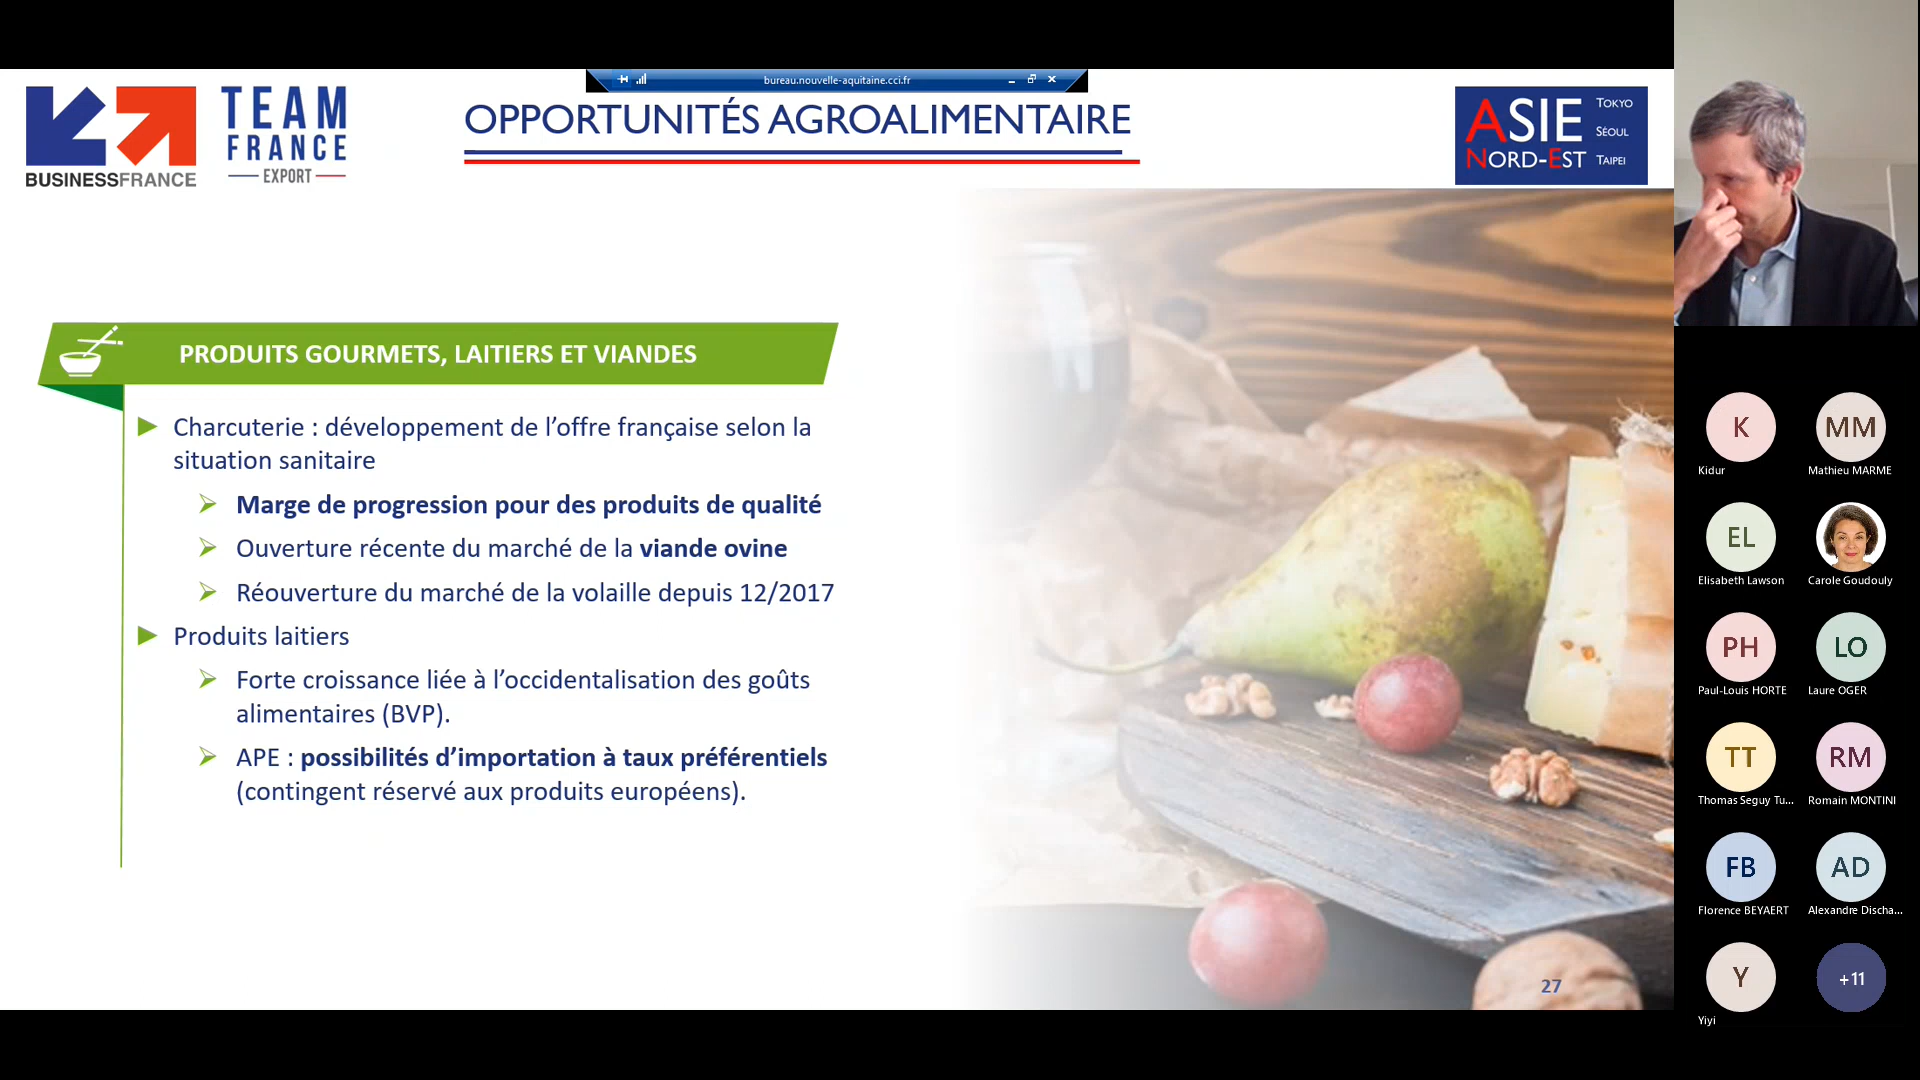 bureau.nouvelle-aquitaine.cci.fr
BUSINESSFRANCE
TEAM
FRANCE
EXPORT
OPPORTUNITÉS AGROALIMENTAIRE
ASIE
NORD-EST
TOKYO
SÉOUL
TAIPEI
PRODUITS GOURMETS, LAITIERS ET VIANDES
Charcuterie : développement de l’offre française selon la
situation sanitaire
Marge de progression pour des produits de qualité
Ouverture récente du marché de la viande ovine
Réouverture du marché de la volaille depuis 12/2017
Produits laitiers
Forte croissance liée à l’occidentalisation des goûts
alimentaires (BVP).
APE : possibilités d’importation à taux préférentiels
(contingent réservé aux produits européens).
27
K
Kidur
MM
Mathieu MARME
EL
Elisabeth Lawson
Carole Goudouly
PH
Paul-Louis HORTE
LO
Laure OGER
TT
Thomas Seguy Tu...
RM
Romain MONTINI
FB
Florence BEYAERT
AD
Alexandre Discha...
Y
Yiyi
+11